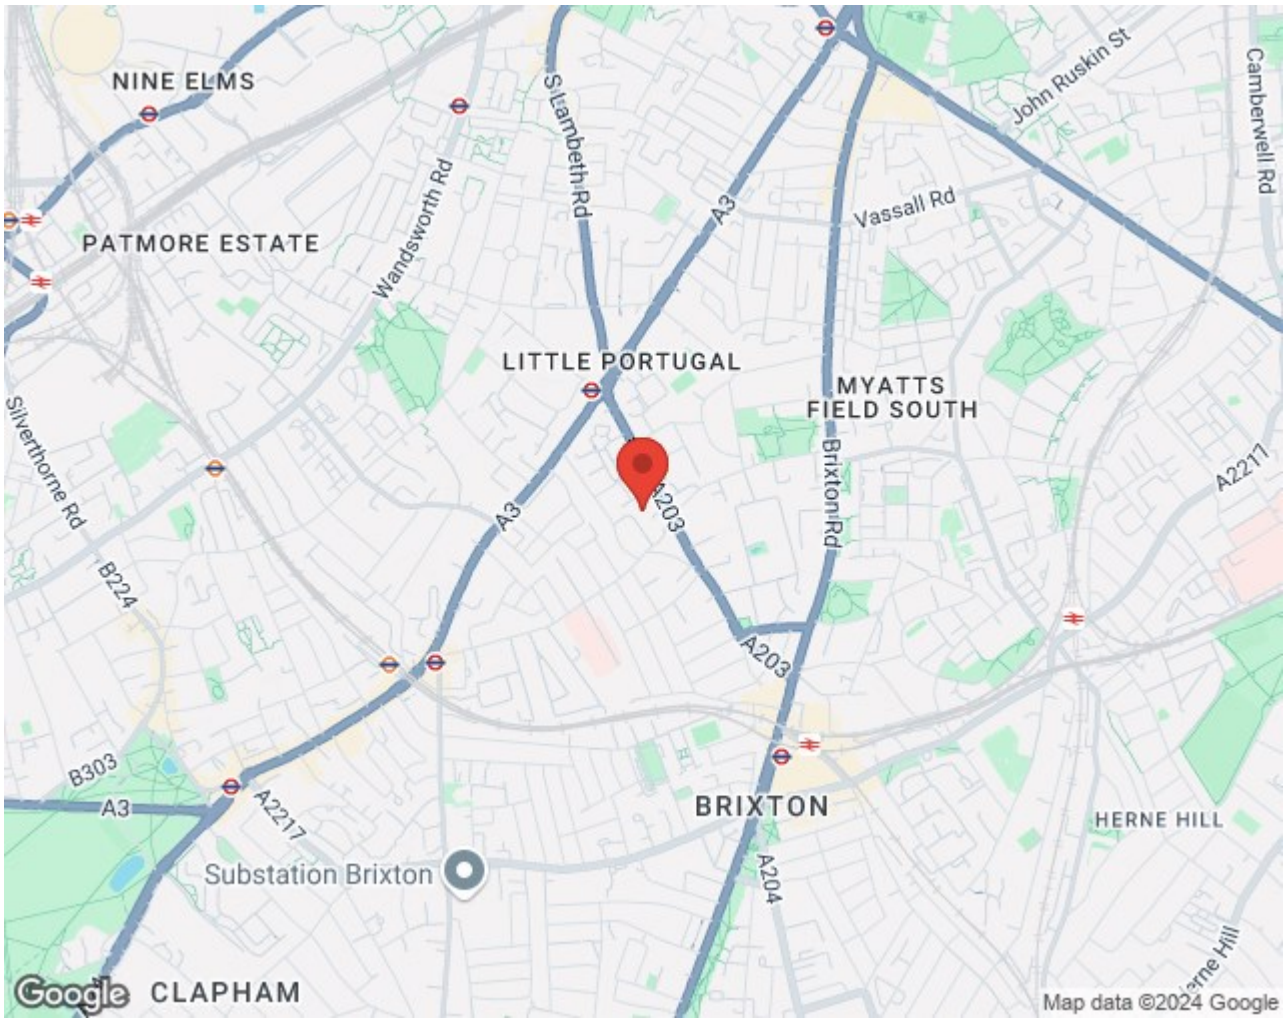 NINE ELMS
S Lambeth Rd
John Ruskin St
Camberwell Rd
Wandsworth Rd
A3
Vassall Rd
PATMORE ESTATE
LITTLE PORTUGAL
MYATTS
FIELD SOUTH
Silverthorne Rd
Brixton Rd
A2217
A203
A3
B224
A203
B303
A3
A2217
BRIXTON
HERNE HILL
Substation Brixton
A204
CLAPHAM
Google
Map data ©2024 Google